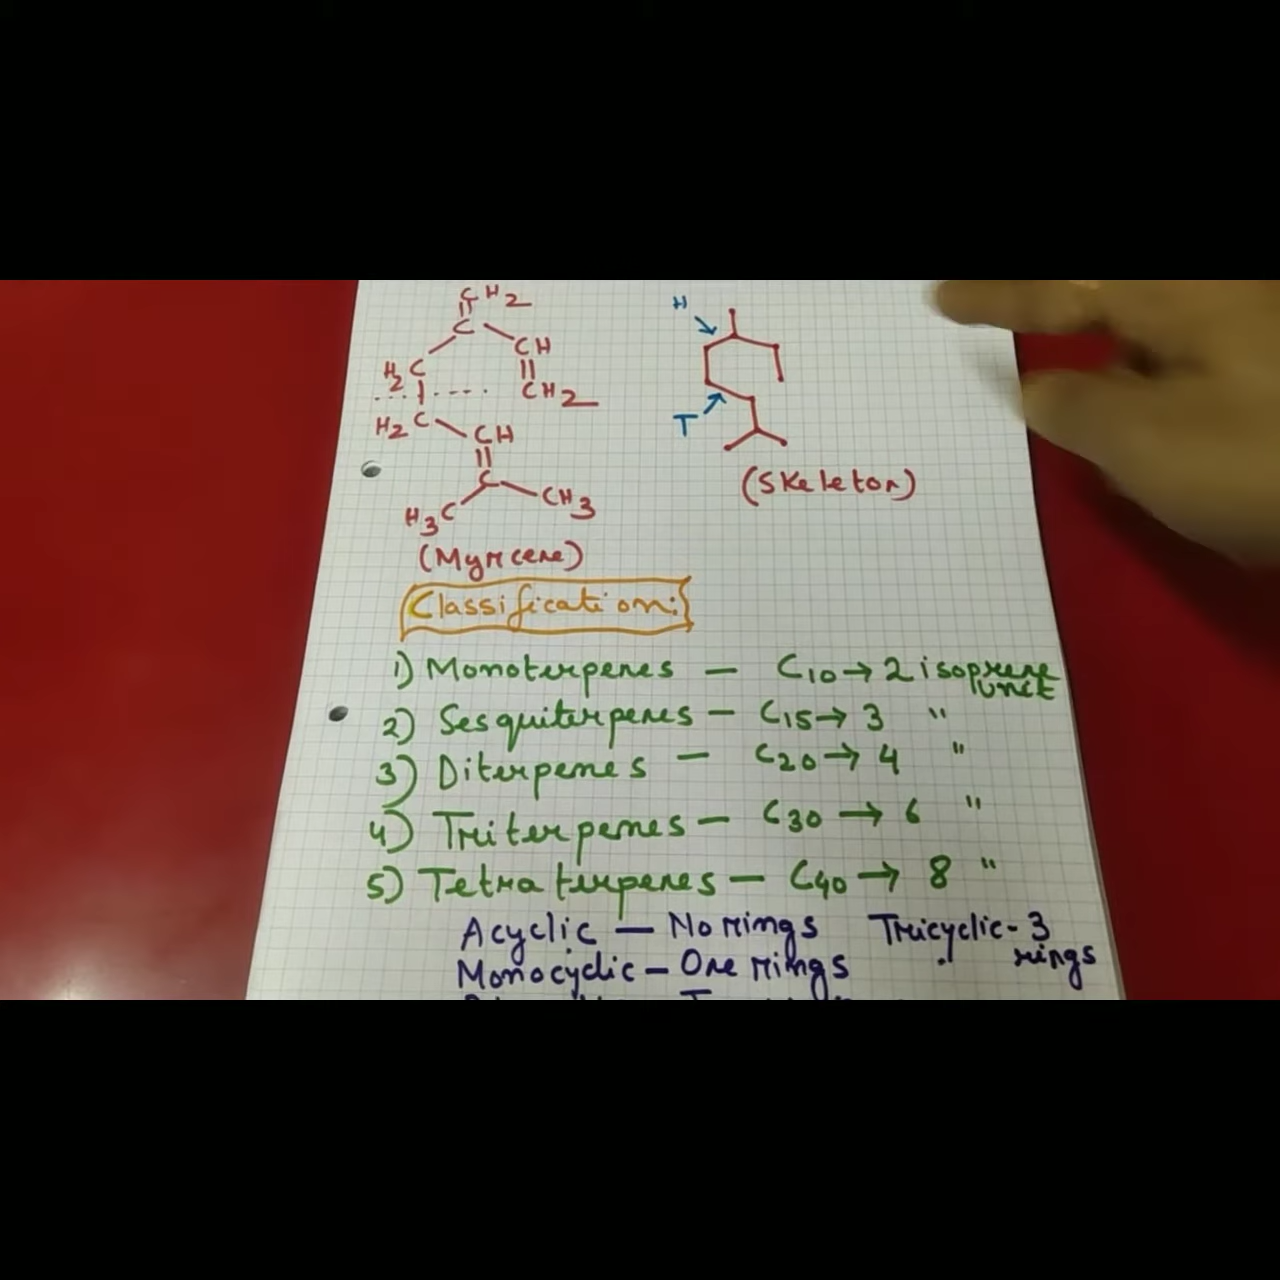 CH2
C
CH
H2C
CH2
H2C
CH
C
CH3
H3C
(Myrcene)
H
T
(Skeleton)
Classification:
1) Monoterpenes — C10 → 2 isoprene unit
2) Sesquiterpenes — C15 → 3 "
3) Diterpenes — C20 → 4 "
4) Triterpenes — C30 → 6 "
5) Tetraterpenes — C40 → 8 "
Acyclic — No rings Tricyclic - 3 rings
Monocyclic — One rings